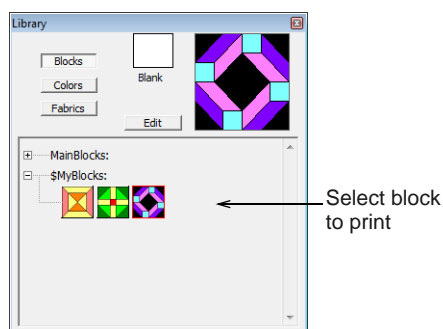 Library
Blocks
Colors
Fabrics
Blank
Edit
MainBlocks:
$MyBlocks:
Select block
to print